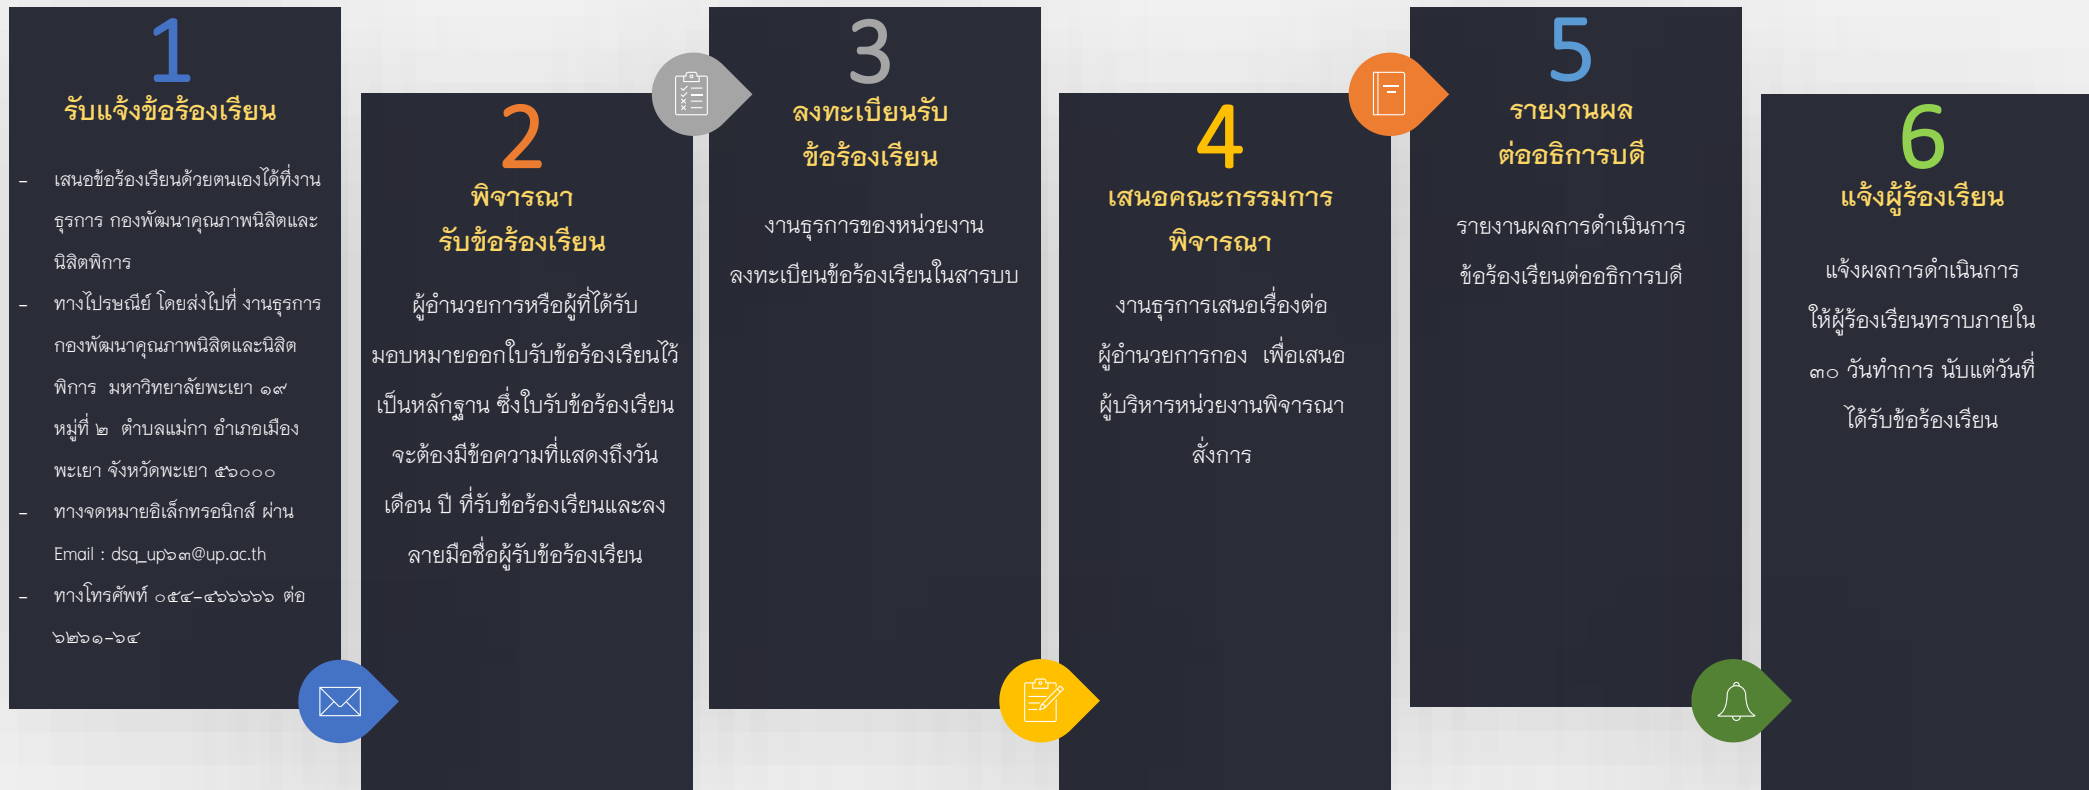 1
รับแจ้งข้อร้องเรียน
- เสนอข้อร้องเรียนด้วยตนเองได้ที่งาน
ธุรการ กองพัฒนาคุณภาพนิสิตและ
นิสิตพิการ
- ทางไปรษณีย์ โดยส่งไปที่ งานธุรการ
กองพัฒนาคุณภาพนิสิตและนิสิต
พิการ มหาวิทยาลัยพะเยา ๑๙
หมู่ที่ ๒ ตำบลแม่กา อำเภอเมือง
พะเยา จังหวัดพะเยา ๕๖๐๐๐
- ทางจดหมายอิเล็กทรอนิกส์ ผ่าน
Email : dsq_up๖๓@up.ac.th
- ทางโทรศัพท์ ๐๕๔-๔๖๖๖๖๖ ต่อ
๖๒๖๑-๖๔
2
พิจารณา
รับข้อร้องเรียน
ผู้อำนวยการหรือผู้ที่ได้รับ
มอบหมายออกใบรับข้อร้องเรียนไว้
เป็นหลักฐาน ซึ่งใบรับข้อร้องเรียน
จะต้องมีข้อความที่แสดงถึงวัน
เดือน ปี ที่รับข้อร้องเรียนและลง
ลายมือชื่อผู้รับข้อร้องเรียน
3
ลงทะเบียนรับ
ข้อร้องเรียน
งานธุรการของหน่วยงาน
ลงทะเบียนข้อร้องเรียนในสารบบ
4
เสนอคณะกรรมการ
พิจารณา
งานธุรการเสนอเรื่องต่อ
ผู้อำนวยการกอง เพื่อเสนอ
ผู้บริหารหน่วยงานพิจารณา
สั่งการ
5
รายงานผล
ต่ออธิการบดี
รายงานผลการดำเนินการ
ข้อร้องเรียนต่ออธิการบดี
6
แจ้งผู้ร้องเรียน
แจ้งผลการดำเนินการ
ให้ผู้ร้องเรียนทราบภายใน
๓๐ วันทำการ นับแต่วันที่
ได้รับข้อร้องเรียน